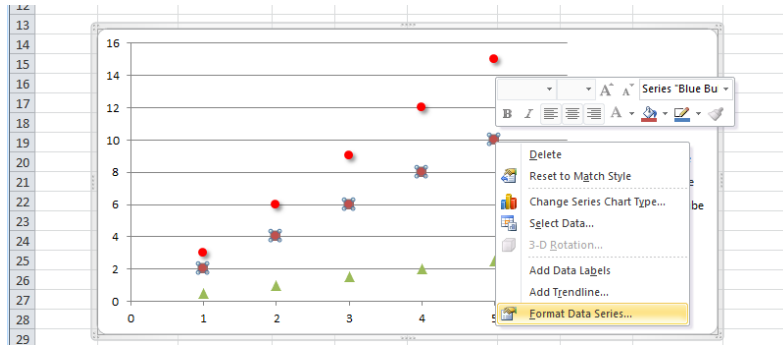 12
13
14
15
16
17
18
19
20
21
22
23
24
25
26
27
28
29
16
14
12
10
8
6
4
2
0
0
1
2
3
4
Series "Blue Bu
A A
B I A
Delete
Reset to Match Style
Change Series Chart Type...
Select Data...
3-D Rotation...
Add Data Labels
Add Trendline...
Format Data Series...
be